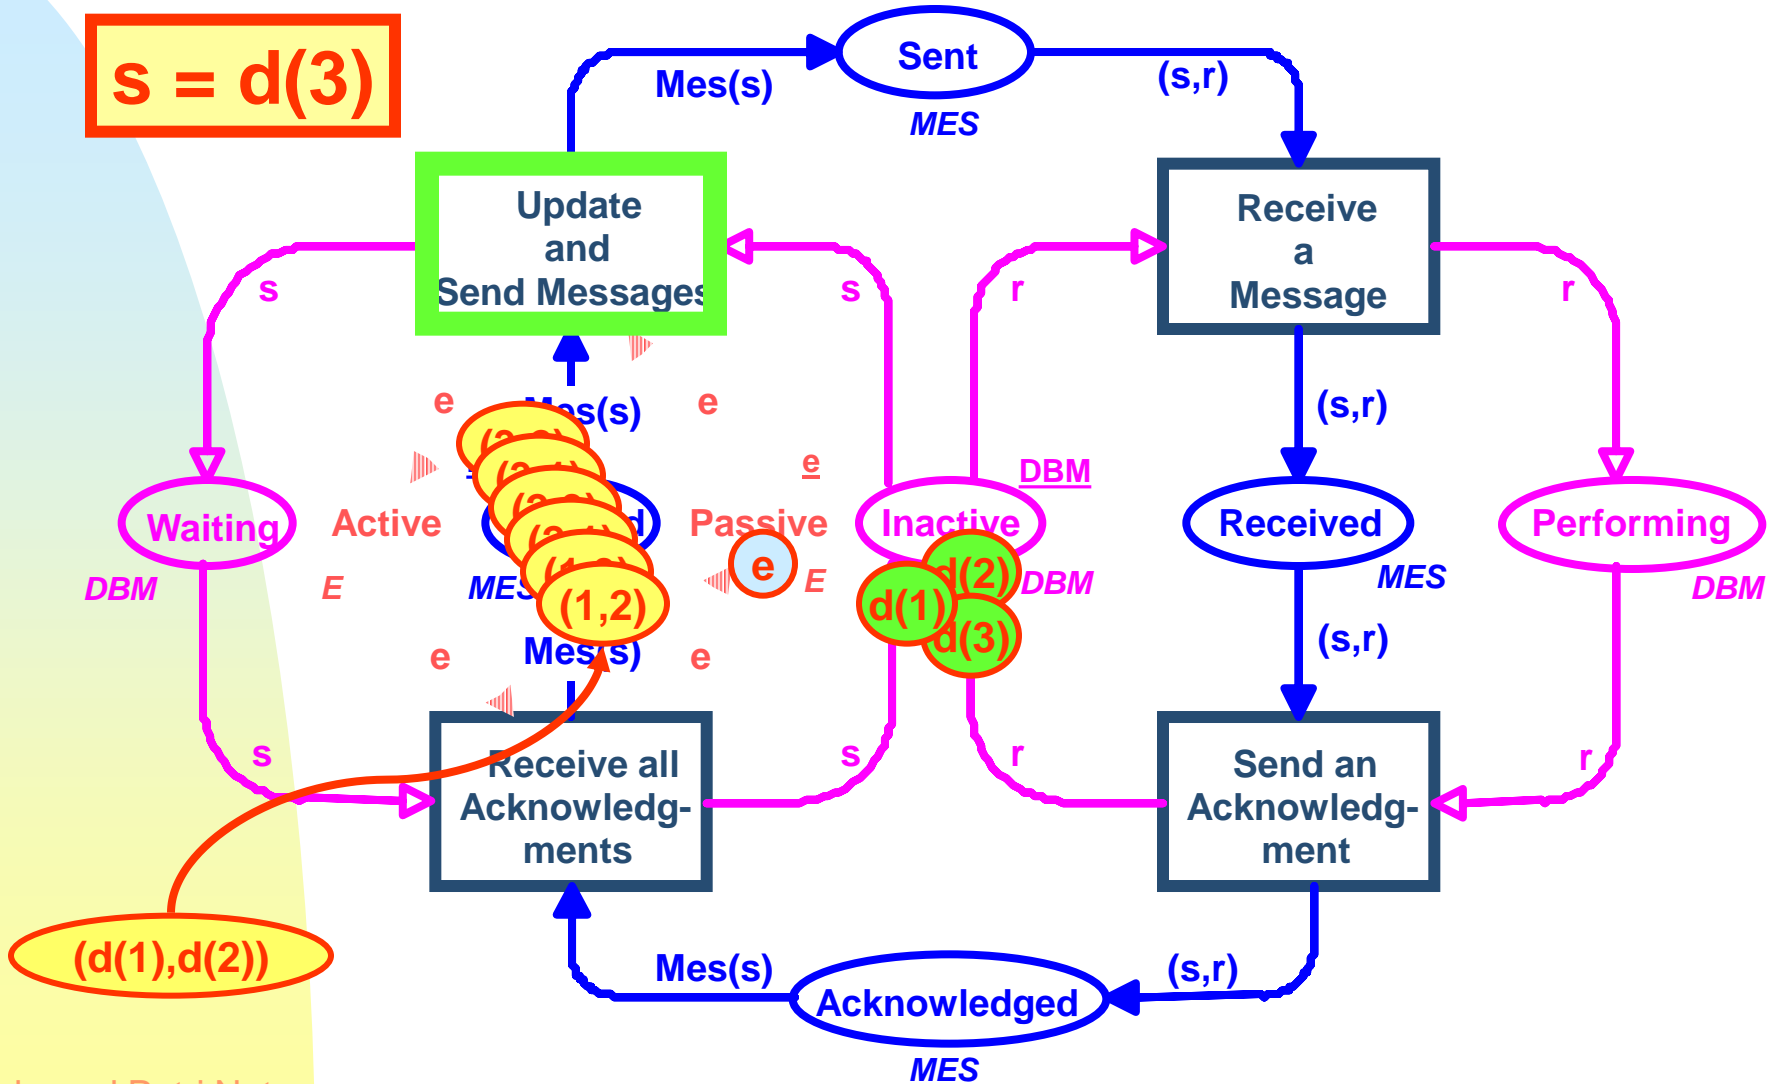 s = d(3)
Sent
Mes(s)
(s,r)
MES
Update
and
Send Messages
Receive
a
Message
s
s
r
r
Mes(s)
e
e
(s,r)
e
DBM
Waiting
Active
Passive
Inactive
Received
Performing
DBM
E
MES
(1,2)
e
E
d(1)
d(2)
d(3)
DBM
MES
DBM
e
Mes(s)
e
(s,r)
s
Receive all
Acknowledg-
ments
s
r
Send an
Acknowledg-
ment
r
(d(1),d(2))
Mes(s)
Acknowledged
(s,r)
MES